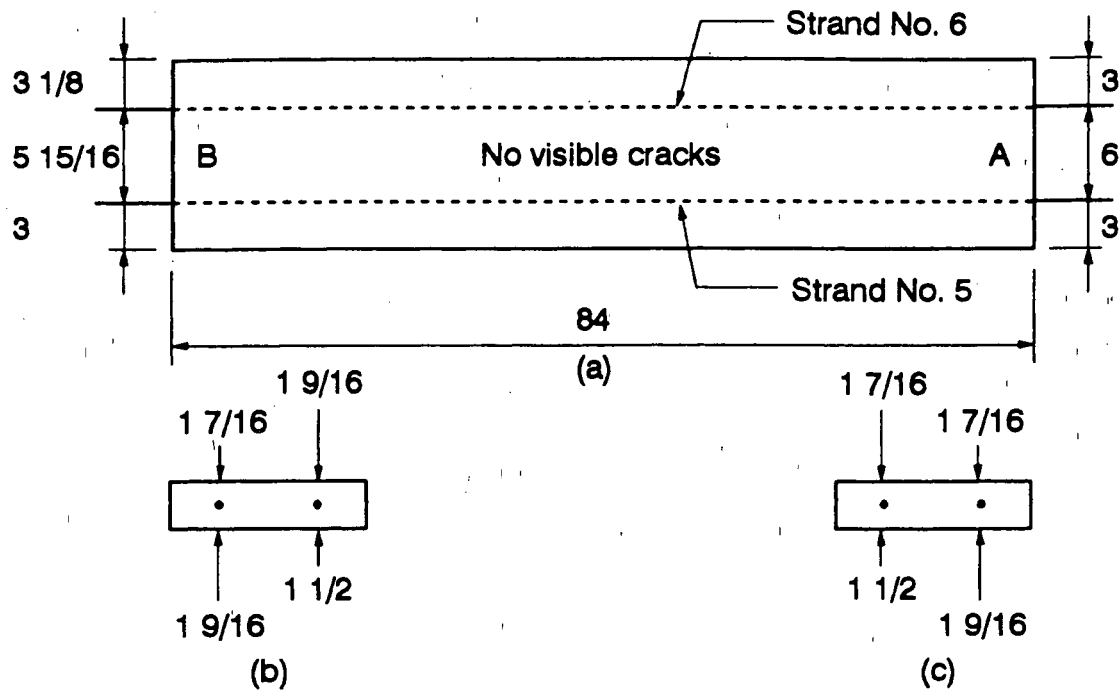 Strand No. 6
3 1/8
3
5 15/16
B
No visible cracks
A
6
3
3
Strand No. 5
84
(a)
1 9/16
1 7/16
1 7/16
1 7/16
1 1/2
1 9/16
1 1/2
1 9/16
(b)
(c)